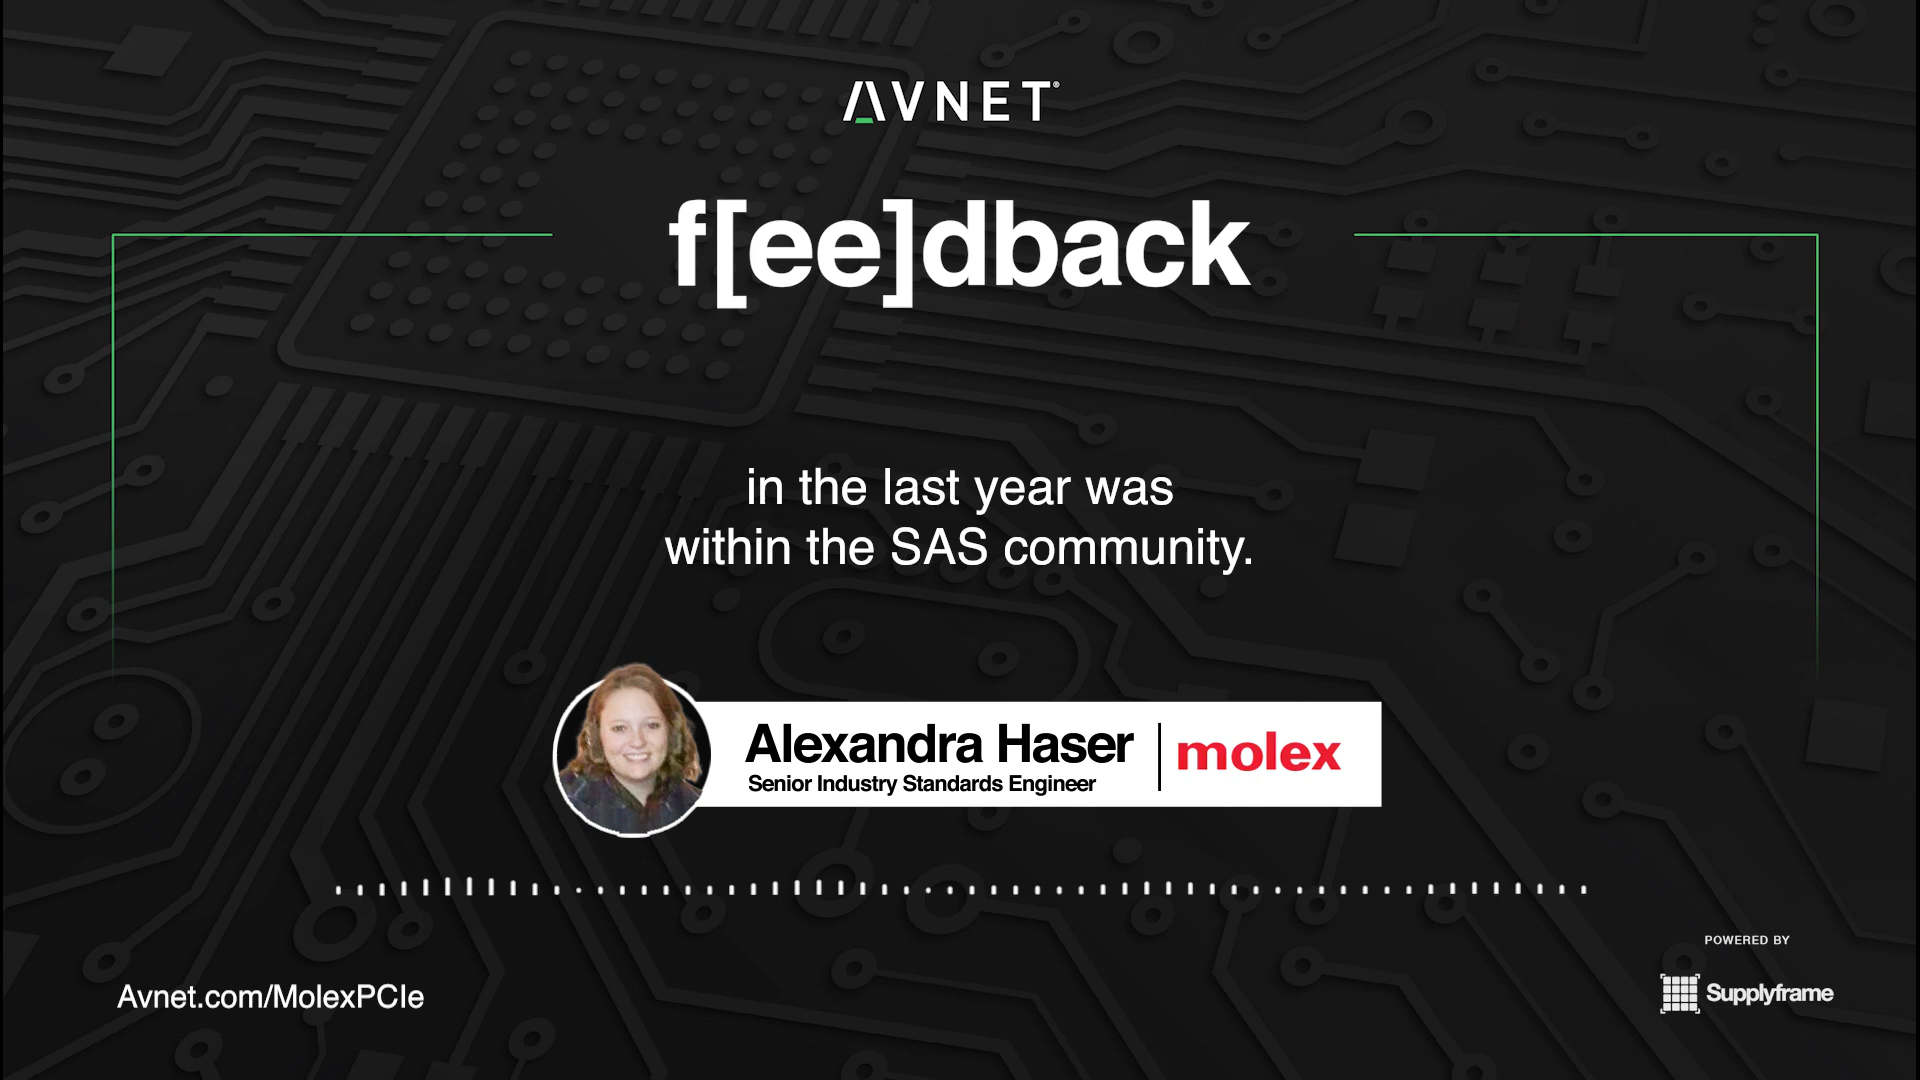 AVNET®
f[ee]dback
in the last year was
within the SAS community.
Alexandra Haser
Senior Industry Standards Engineer
molex
POWERED BY
Supplyframe
Avnet.com/MolexPCIe